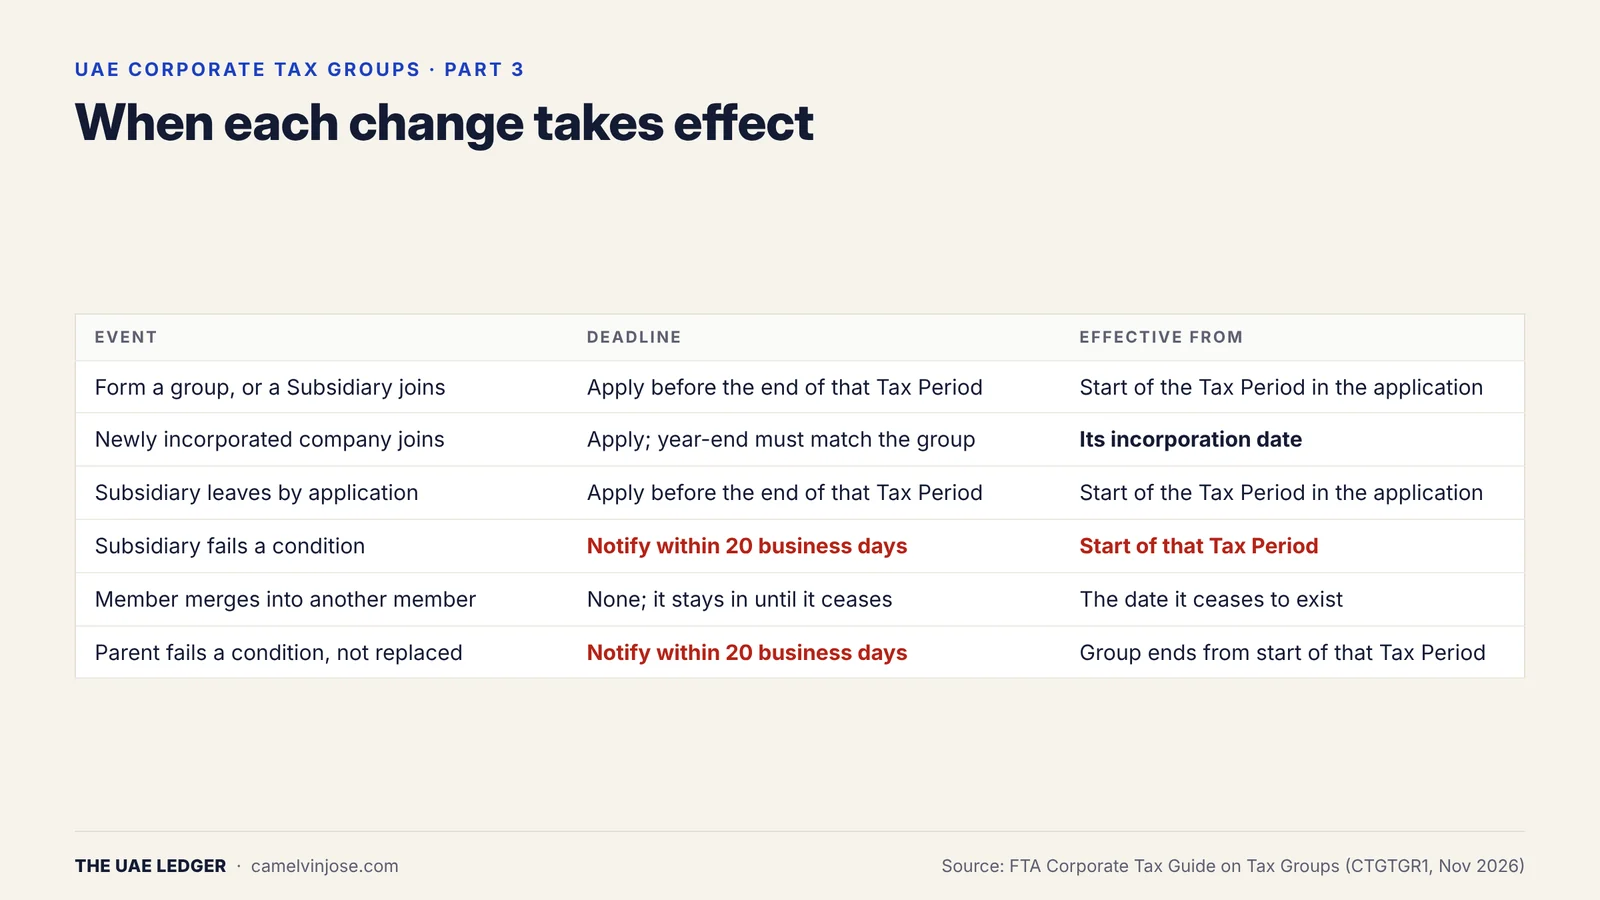 UAE CORPORATE TAX GROUPS · PART 3
When each change takes effect
EVENT DEADLINE EFFECTIVE FROM
Form a group, or a Subsidiary joins Apply before the end of that Tax Period Start of the Tax Period in the application
Newly incorporated company joins Apply; year-end must match the group Its incorporation date
Subsidiary leaves by application Apply before the end of that Tax Period Start of the Tax Period in the application
Subsidiary fails a condition Notify within 20 business days Start of that Tax Period
Member merges into another member None; it stays in until it ceases The date it ceases to exist
Parent fails a condition, not replaced Notify within 20 business days Group ends from start of that Tax Period
THE UAE LEDGER · camelvinjose.com Source: FTA Corporate Tax Guide on Tax Groups (CTGTGR1, Nov 2026)